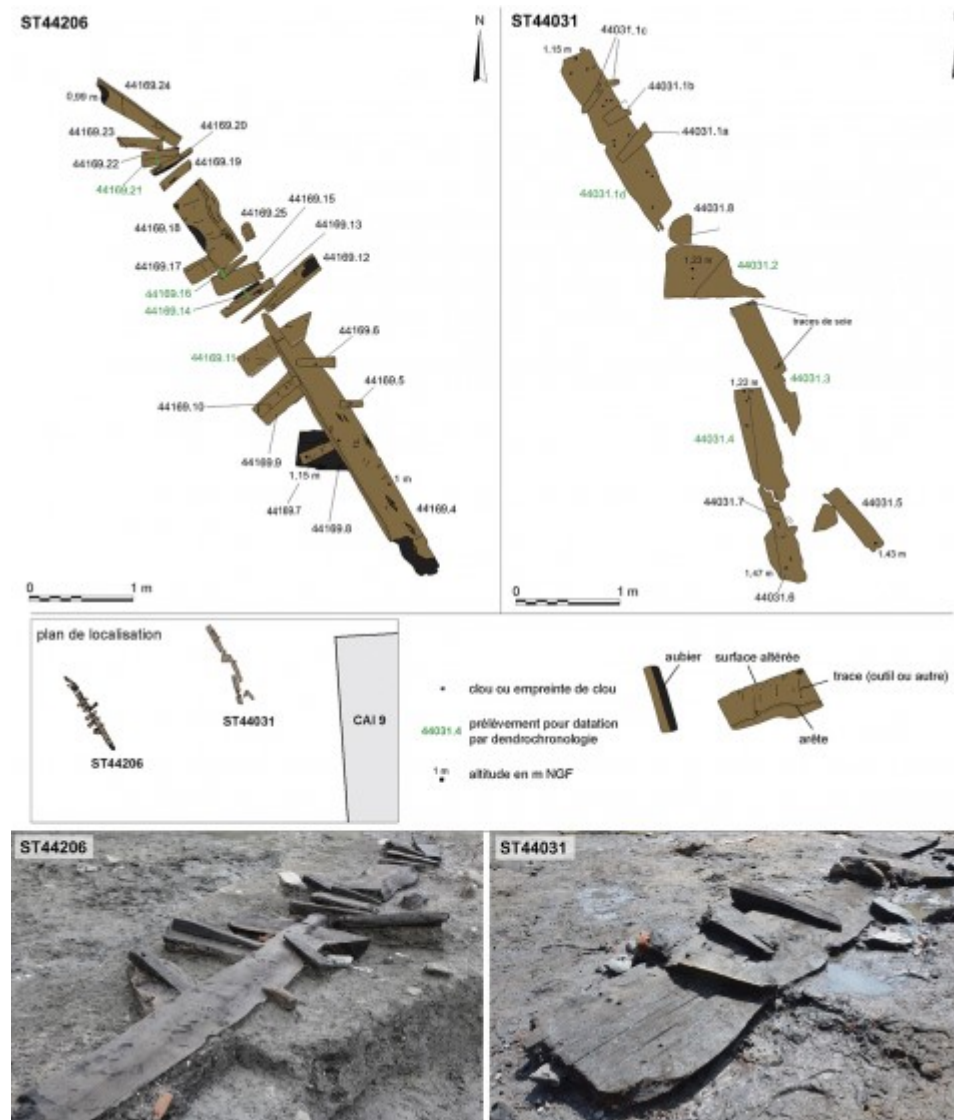 ST44206
N
44169.24
0,99 m
44169.23
44169.20
44169.22
44169.19
44169.21
44169.15
44169.25
44169.13
44169.18
44169.12
44169.17
44169.16
44169.14
44169.6
44169.11
44169.5
44169.10
44169.9
1,15 m
1 m
44169.7
44169.4
44169.8
0 1 m
ST44031
44031.1c
1,15 m
44031.1b
44031.1a
44031.1d
44031.8
1,23 m
44031.2
traces de scie
44031.3
1,22 m
44031.4
44031.7
44031.5
1,43 m
1,47 m
44031.6
0 1 m
plan de localisation
ST44031
ST44206
CAI 9
clou ou empreinte de clou
44031.4 prélèvement pour datation
par dendrochronologie
1 m altitude en m NGF
aubier
surface altérée
trace (outil ou autre)
arête
ST44206
ST44031